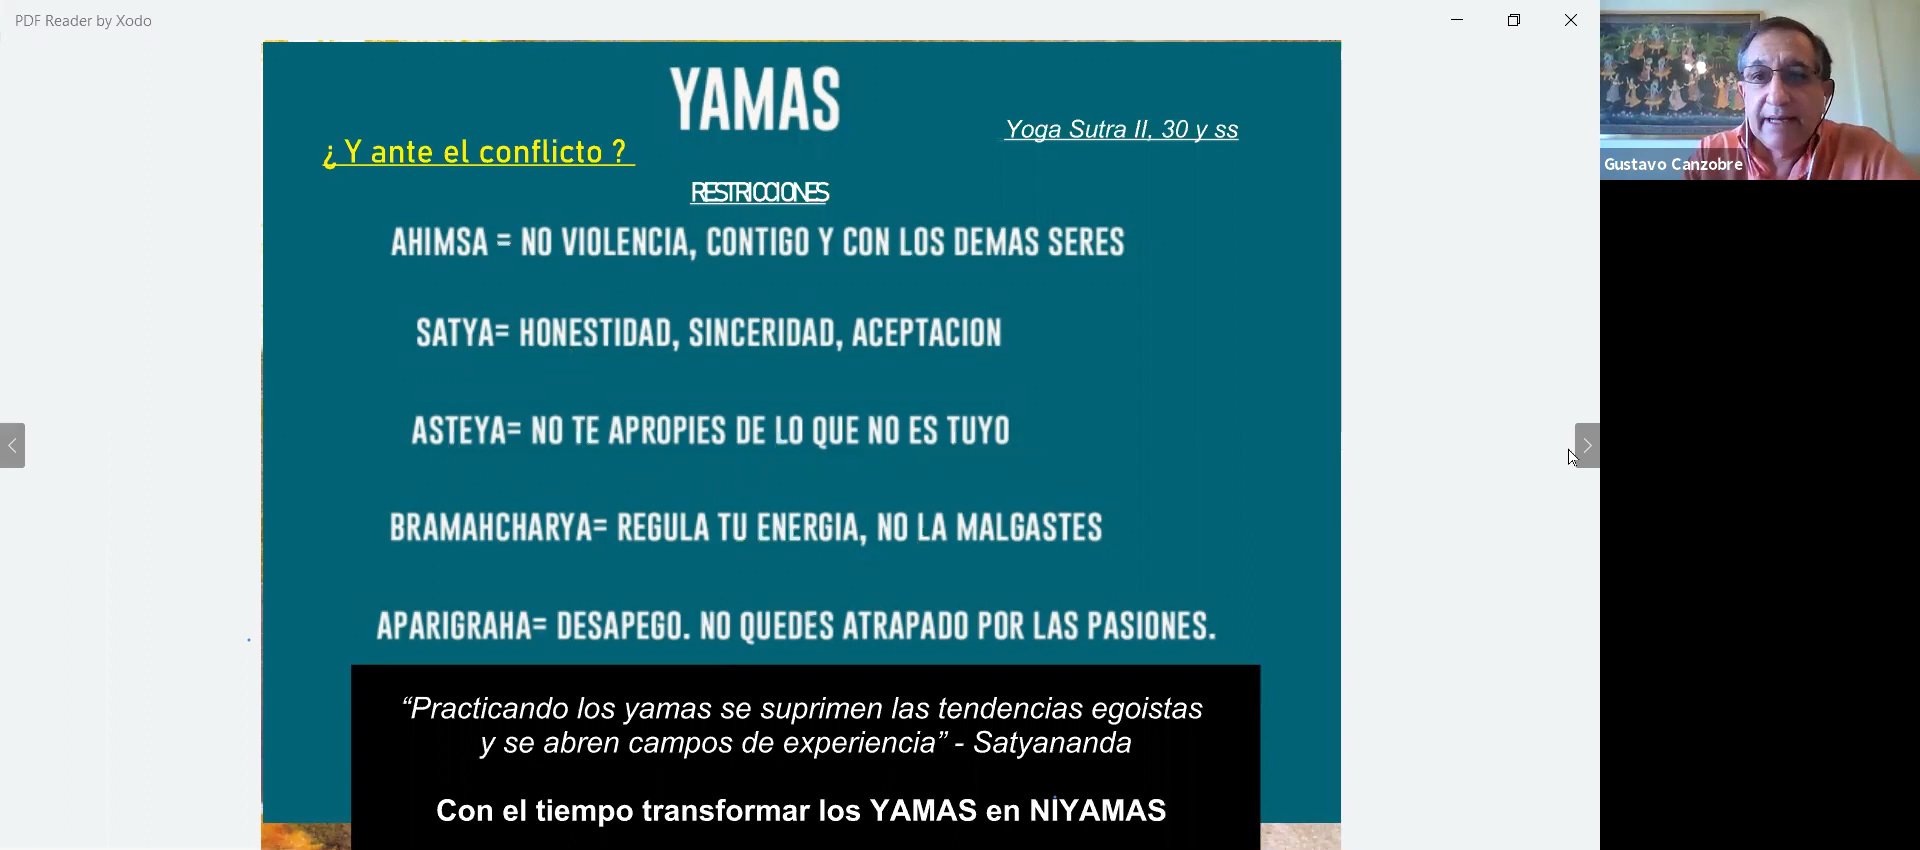 PDF Reader by Xodo
YAMAS
Yoga Sutra II, 30 y ss
¿ Y ante el conflicto ?
RESTRICCIONES
AHIMSA = NO VIOLENCIA, CONTIGO Y CON LOS DEMAS SERES
SATYA= HONESTIDAD, SINCERIDAD, ACEPTACION
ASTEYA= NO TE APROPIES DE LO QUE NO ES TUYO
BRAMAHCHARYA= REGULA TU ENERGIA, NO LA MALGASTES
APARIGRAHA= DESAPEGO. NO QUEDES ATRAPADO POR LAS PASIONES.
“Practicando los yamas se suprimen las tendencias egoistas
y se abren campos de experiencia” - Satyananda
Con el tiempo transformar los YAMAS en NIYAMAS
Gustavo Canzobre